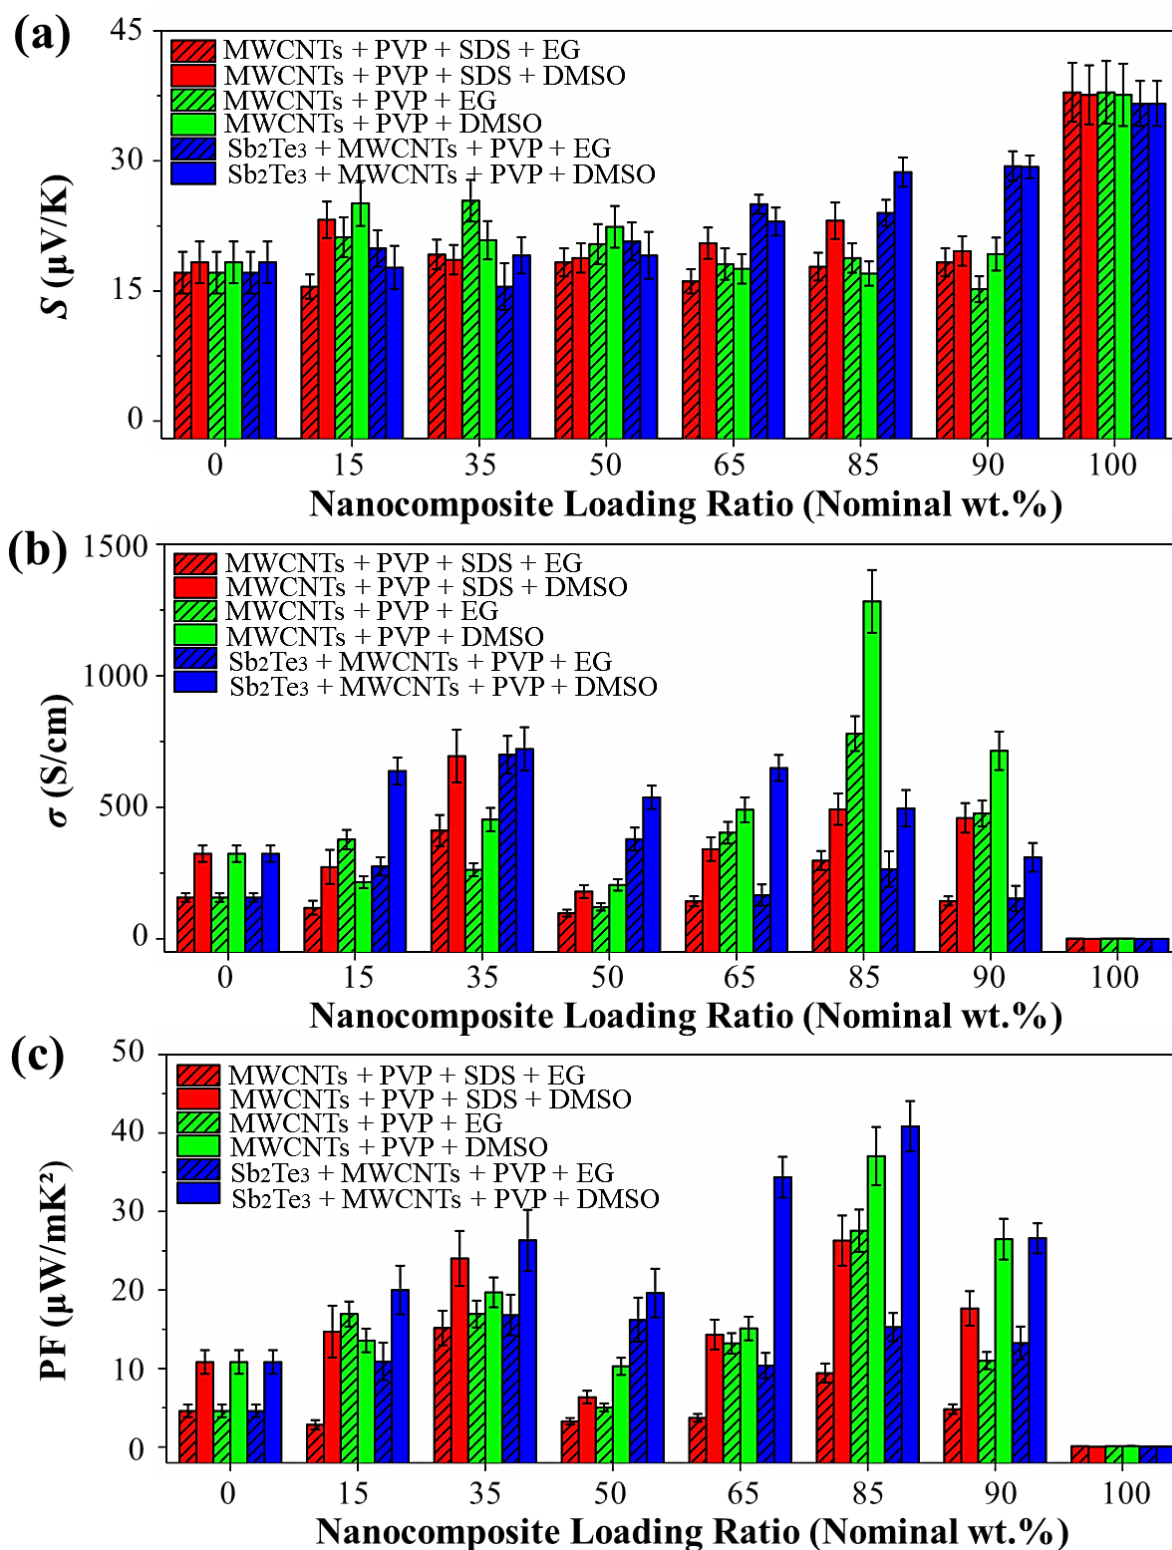 (a)
45
30
15
0
S (µV/K)
MWCNTs + PVP + SDS + EG
MWCNTs + PVP + SDS + DMSO
MWCNTs + PVP + EG
MWCNTs + PVP + DMSO
Sb₂Te₃ + MWCNTs + PVP + EG
Sb₂Te₃ + MWCNTs + PVP + DMSO
0 15 35 50 65 85 90 100
Nanocomposite Loading Ratio (Nominal wt.%)
(b)
1500
1000
500
0
σ (S/cm)
MWCNTs + PVP + SDS + EG
MWCNTs + PVP + SDS + DMSO
MWCNTs + PVP + EG
MWCNTs + PVP + DMSO
Sb₂Te₃ + MWCNTs + PVP + EG
Sb₂Te₃ + MWCNTs + PVP + DMSO
0 15 35 50 65 85 90 100
Nanocomposite Loading Ratio (Nominal wt.%)
(c)
50
40
30
20
10
0
PF (µW/mK²)
MWCNTs + PVP + SDS + EG
MWCNTs + PVP + SDS + DMSO
MWCNTs + PVP + EG
MWCNTs + PVP + DMSO
Sb₂Te₃ + MWCNTs + PVP + EG
Sb₂Te₃ + MWCNTs + PVP + DMSO
0 15 35 50 65 85 90 100
Nanocomposite Loading Ratio (Nominal wt.%)